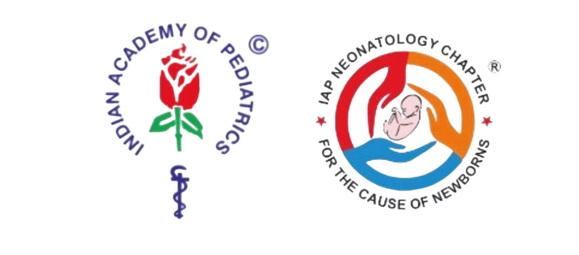 INDIAN ACADEMY OF PEDIATRICS
©
IAP NEONATOLOGY CHAPTER
®
FOR THE CAUSE OF NEWBORNS